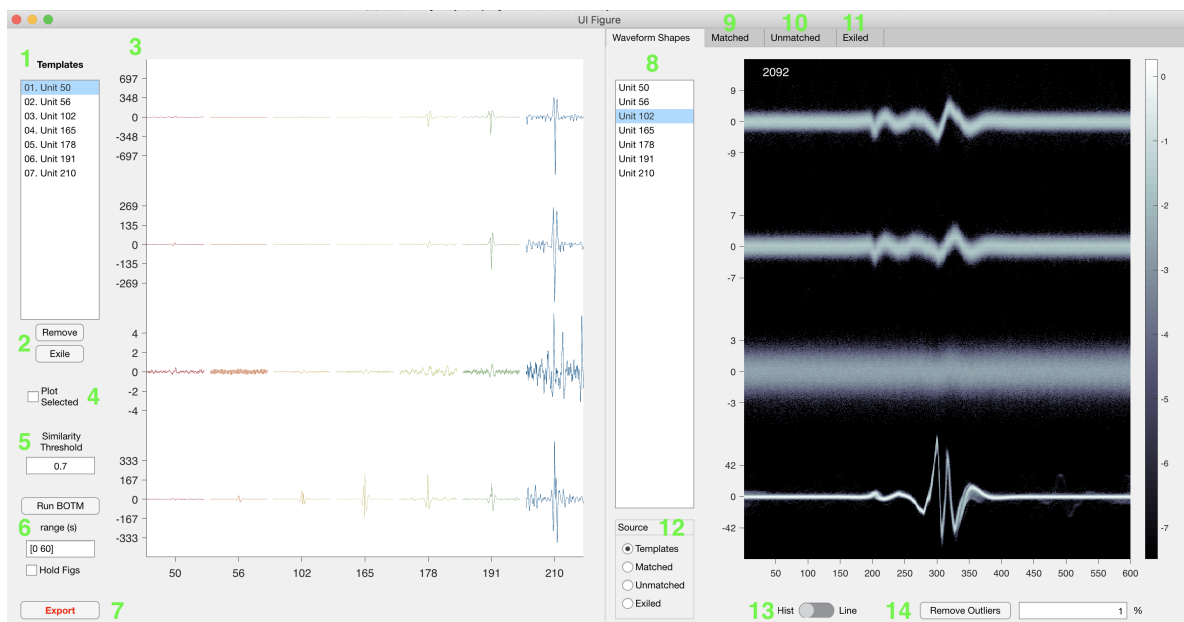 UI Figure
1
Templates
01. Unit 50
02. Unit 56
03. Unit 102
04. Unit 165
05. Unit 178
06. Unit 191
07. Unit 210
2
Remove
Exile
Plot
Selected
4
5
Similarity
Threshold
0.7
Run BOTM
6
range (s)
[0 60]
Hold Figs
Export
7
3
697
348
0
-348
-697
269
135
0
-135
-269
4
2
0
-2
-4
333
167
0
-167
-333
50 56 102 165 178 191 210
Waveform Shapes Matched Unmatched Exiled
9 10 11
8
Unit 50
Unit 56
Unit 102
Unit 165
Unit 178
Unit 191
Unit 210
Source
12
Templates
Matched
Unmatched
Exiled
2092
9
0
-9
7
0
-7
3
0
-3
42
0
-42
50 100 150 200 250 300 350 400 450 500 550 600
0
-1
-2
-3
-4
-5
-6
-7
13 Hist Line 14 Remove Outliers 1 %